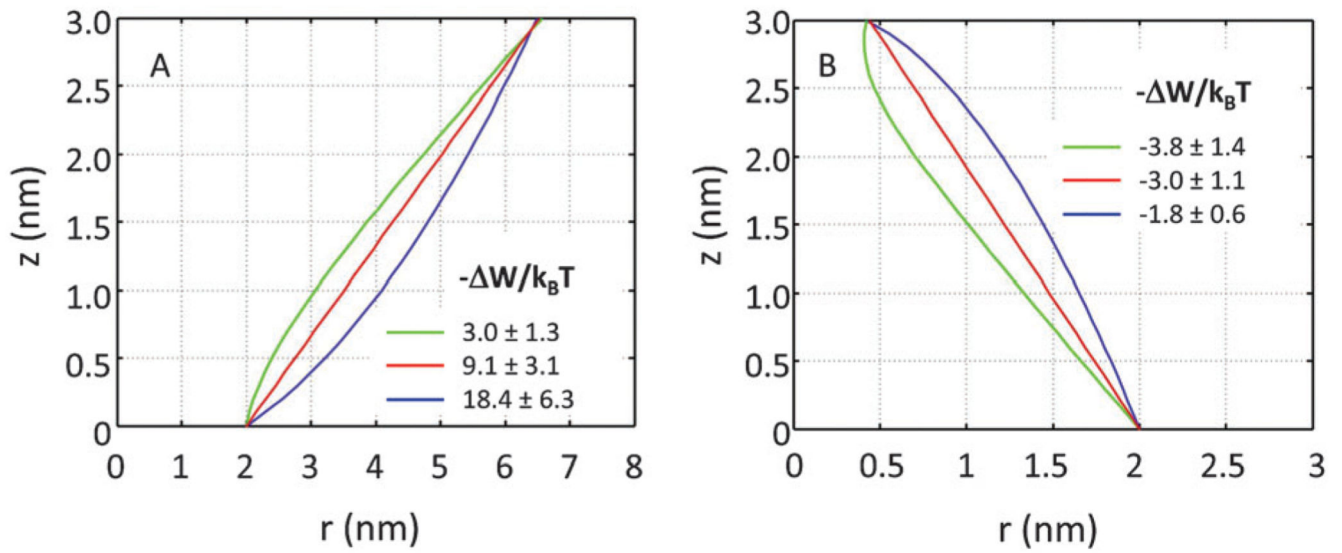 3.0
A
2.5
2.0
z (nm)
1.5
-ΔW/kBT
1.0
3.0 ± 1.3
9.1 ± 3.1
0.5
18.4 ± 6.3
0
0 1 2 3 4 5 6 7 8
r (nm)
3.0
B
2.5
-ΔW/kBT
-3.8 ± 1.4
2.0
-3.0 ± 1.1
z (nm)
-1.8 ± 0.6
1.5
1.0
0.5
0
0 0.5 1 1.5 2 2.5 3
r (nm)